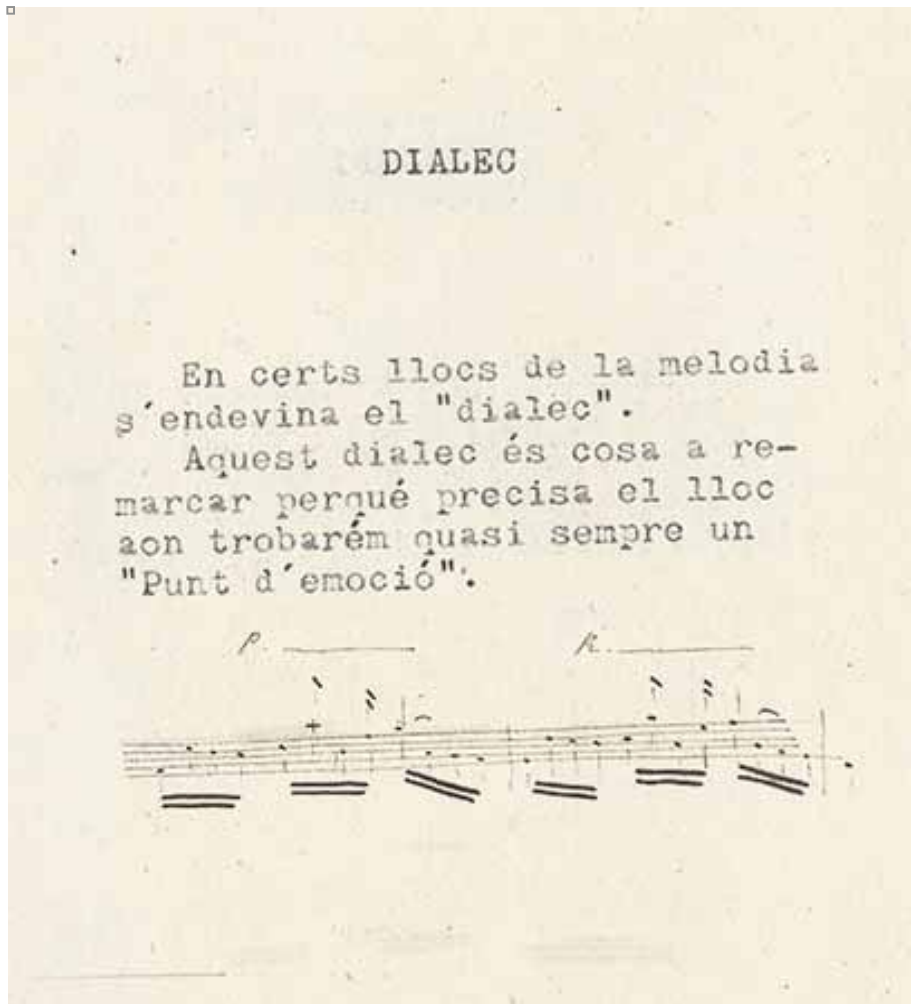 DIALEC
En certs llocs de la melodia
s´endevina el "dialec".
Aquest dialec és cosa a re-
marcar perqué precisa el lloc
aon trobarém quasi sempre un
"Punt d´emoció".
p.